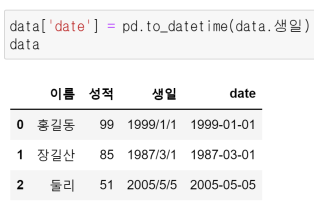 data['date'] = pd.to_datetime(data.생일)
data
이름 성적 생일 date
0 홍길동 99 1999/1/1 1999-01-01
1 장길산 85 1987/3/1 1987-03-01
2 둘리 51 2005/5/5 2005-05-05